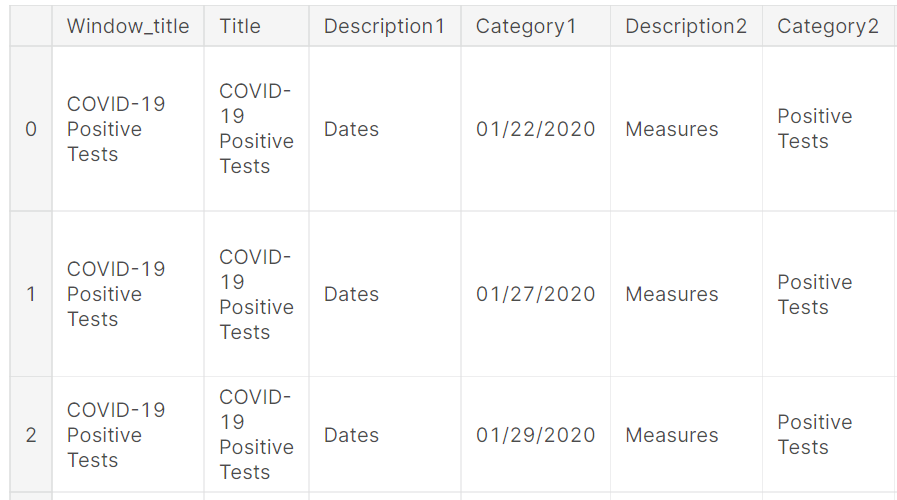 Window_title Title Description1 Category1 Description2 Category2
0 COVID-19 Positive Tests COVID-19 Positive Tests Dates 01/22/2020 Measures Positive Tests
1 COVID-19 Positive Tests COVID-19 Positive Tests Dates 01/27/2020 Measures Positive Tests
2 COVID-19 Positive Tests COVID-19 Positive Tests Dates 01/29/2020 Measures Positive Tests